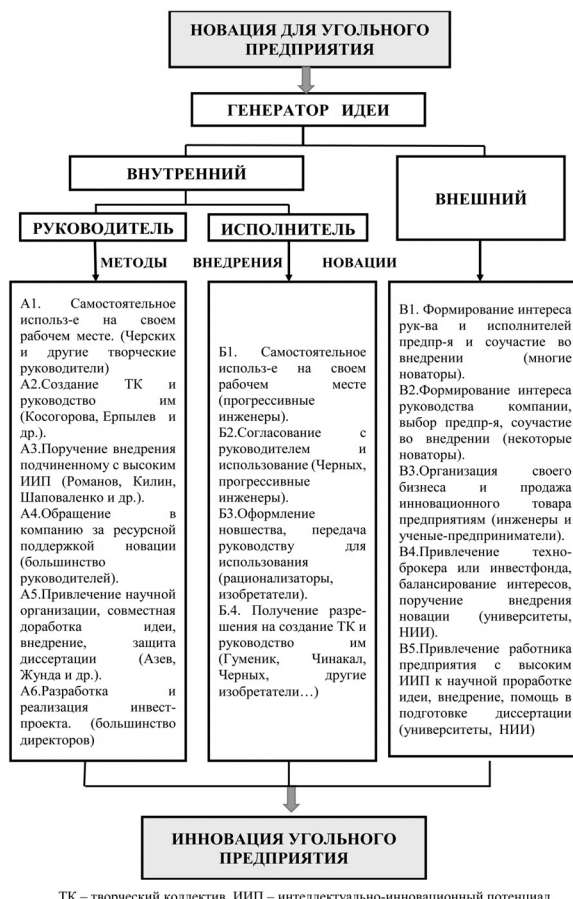 НОВАЦИЯ ДЛЯ УГОЛЬНОГО
ПРЕДПРИЯТИЯ
ГЕНЕРАТОР ИДЕИ
ВНУТРЕННИЙ
ВНЕШНИЙ
РУКОВОДИТЕЛЬ
ИСПОЛНИТЕЛЬ
МЕТОДЫ ВНЕДРЕНИЯ НОВАЦИИ
А1. Самостоятельное
использ-е на своем
рабочем месте. (Черских
и другие творческие
руководители)
А2.Создание ТК и
руководство им
(Косогорова, Ерпылев и
др.).
А3.Поручение внедрения
подчиненному с высоким
ИИП (Романов, Килин,
Шаповаленко и др.).
А4.Обращение в
компанию за ресурсной
поддержкой новации
(большинство
руководителей).
А5.Привлечение научной
организации, совместная
доработка идеи,
внедрение, защита
диссертации (Азев,
Жунда и др.).
А6.Разработка и
реализация инвест-
проекта. (большинство
директоров)
Б1. Самостоятельное
использ-е на своем
рабочем месте
(прогрессивные
инженеры).
Б2.Согласование с
руководителем и
использование (Черных,
прогрессивные
инженеры).
Б3.Оформление
новшества, передача
руководству для
использования
(рационализаторы,
изобретатели).
Б.4. Получение разре-
шения на создание ТК и
руководство им
(Гуменик, Чинакал,
Черных, другие
изобретатели…)
В1. Формирование интереса
рук-ва и исполнителей
предпр-я и соучастие во
внедрении (многие
новаторы).
В2.Формирование интереса
руководства компании,
выбор предпр-я, соучастие
во внедрении (некоторые
новаторы).
В3.Организация своего
бизнеса и продажа
инновационного товара
предприятиям (инженеры и
ученые-предприниматели).
В4.Привлечение техно-
брокера или инвестфонда,
балансирование интересов,
поручение внедрения
новации (университеты,
НИИ).
В5.Привлечение работника
предприятия с высоким
ИИП к научной проработке
идеи, внедрение, помощь в
подготовке диссертации
(университеты, НИИ)
ИННОВАЦИЯ УГОЛЬНОГО
ПРЕДПРИЯТИЯ
ТК – творческий коллектив, ИИП – интеллектуально-инновационный потенциал